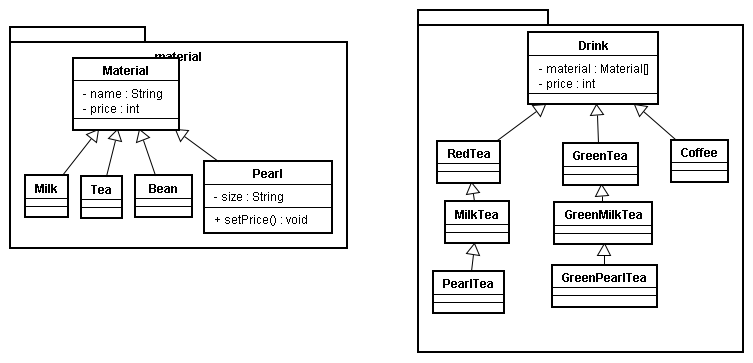 material
Material
- name : String
- price : int
Milk
Tea
Bean
Pearl
- size : String
+ setPrice() : void
Drink
- material : Material[]
- price : int
RedTea
GreenTea
Coffee
MilkTea
GreenMilkTea
PearlTea
GreenPearlTea